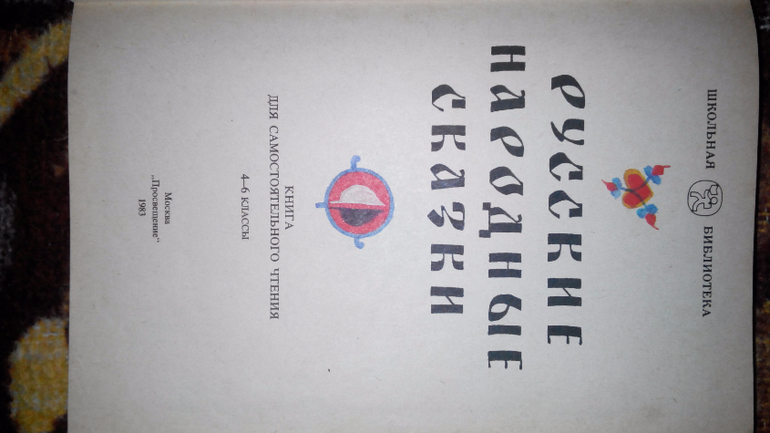 ШКОЛЬНАЯ БИБЛИОТЕКА
РУССКИЕ
НАРОДНЫЕ
СКАЗКИ
КНИГА
ДЛЯ САМОСТОЯТЕЛЬНОГО ЧТЕНИЯ
4–6 КЛАССЫ
Москва
„Просвещение“
1983